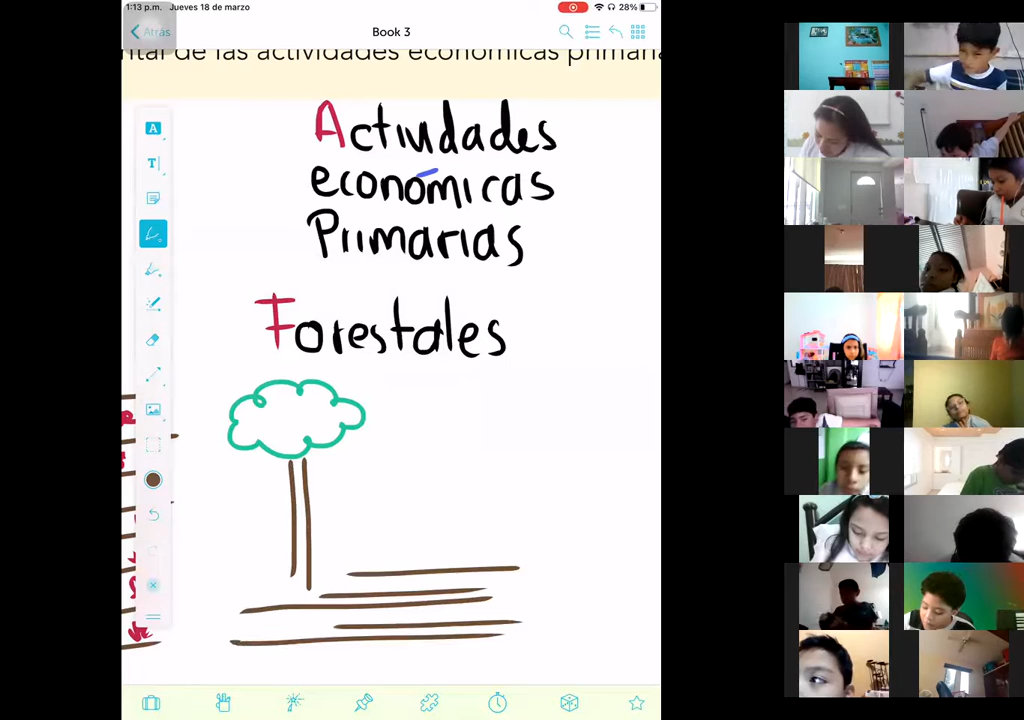 1:13 p.m. Jueves 18 de marzo
28%
Atrás
Book 3
ntal de las actividades económicas primaria
Actividades
económicas
Primarias
Forestales